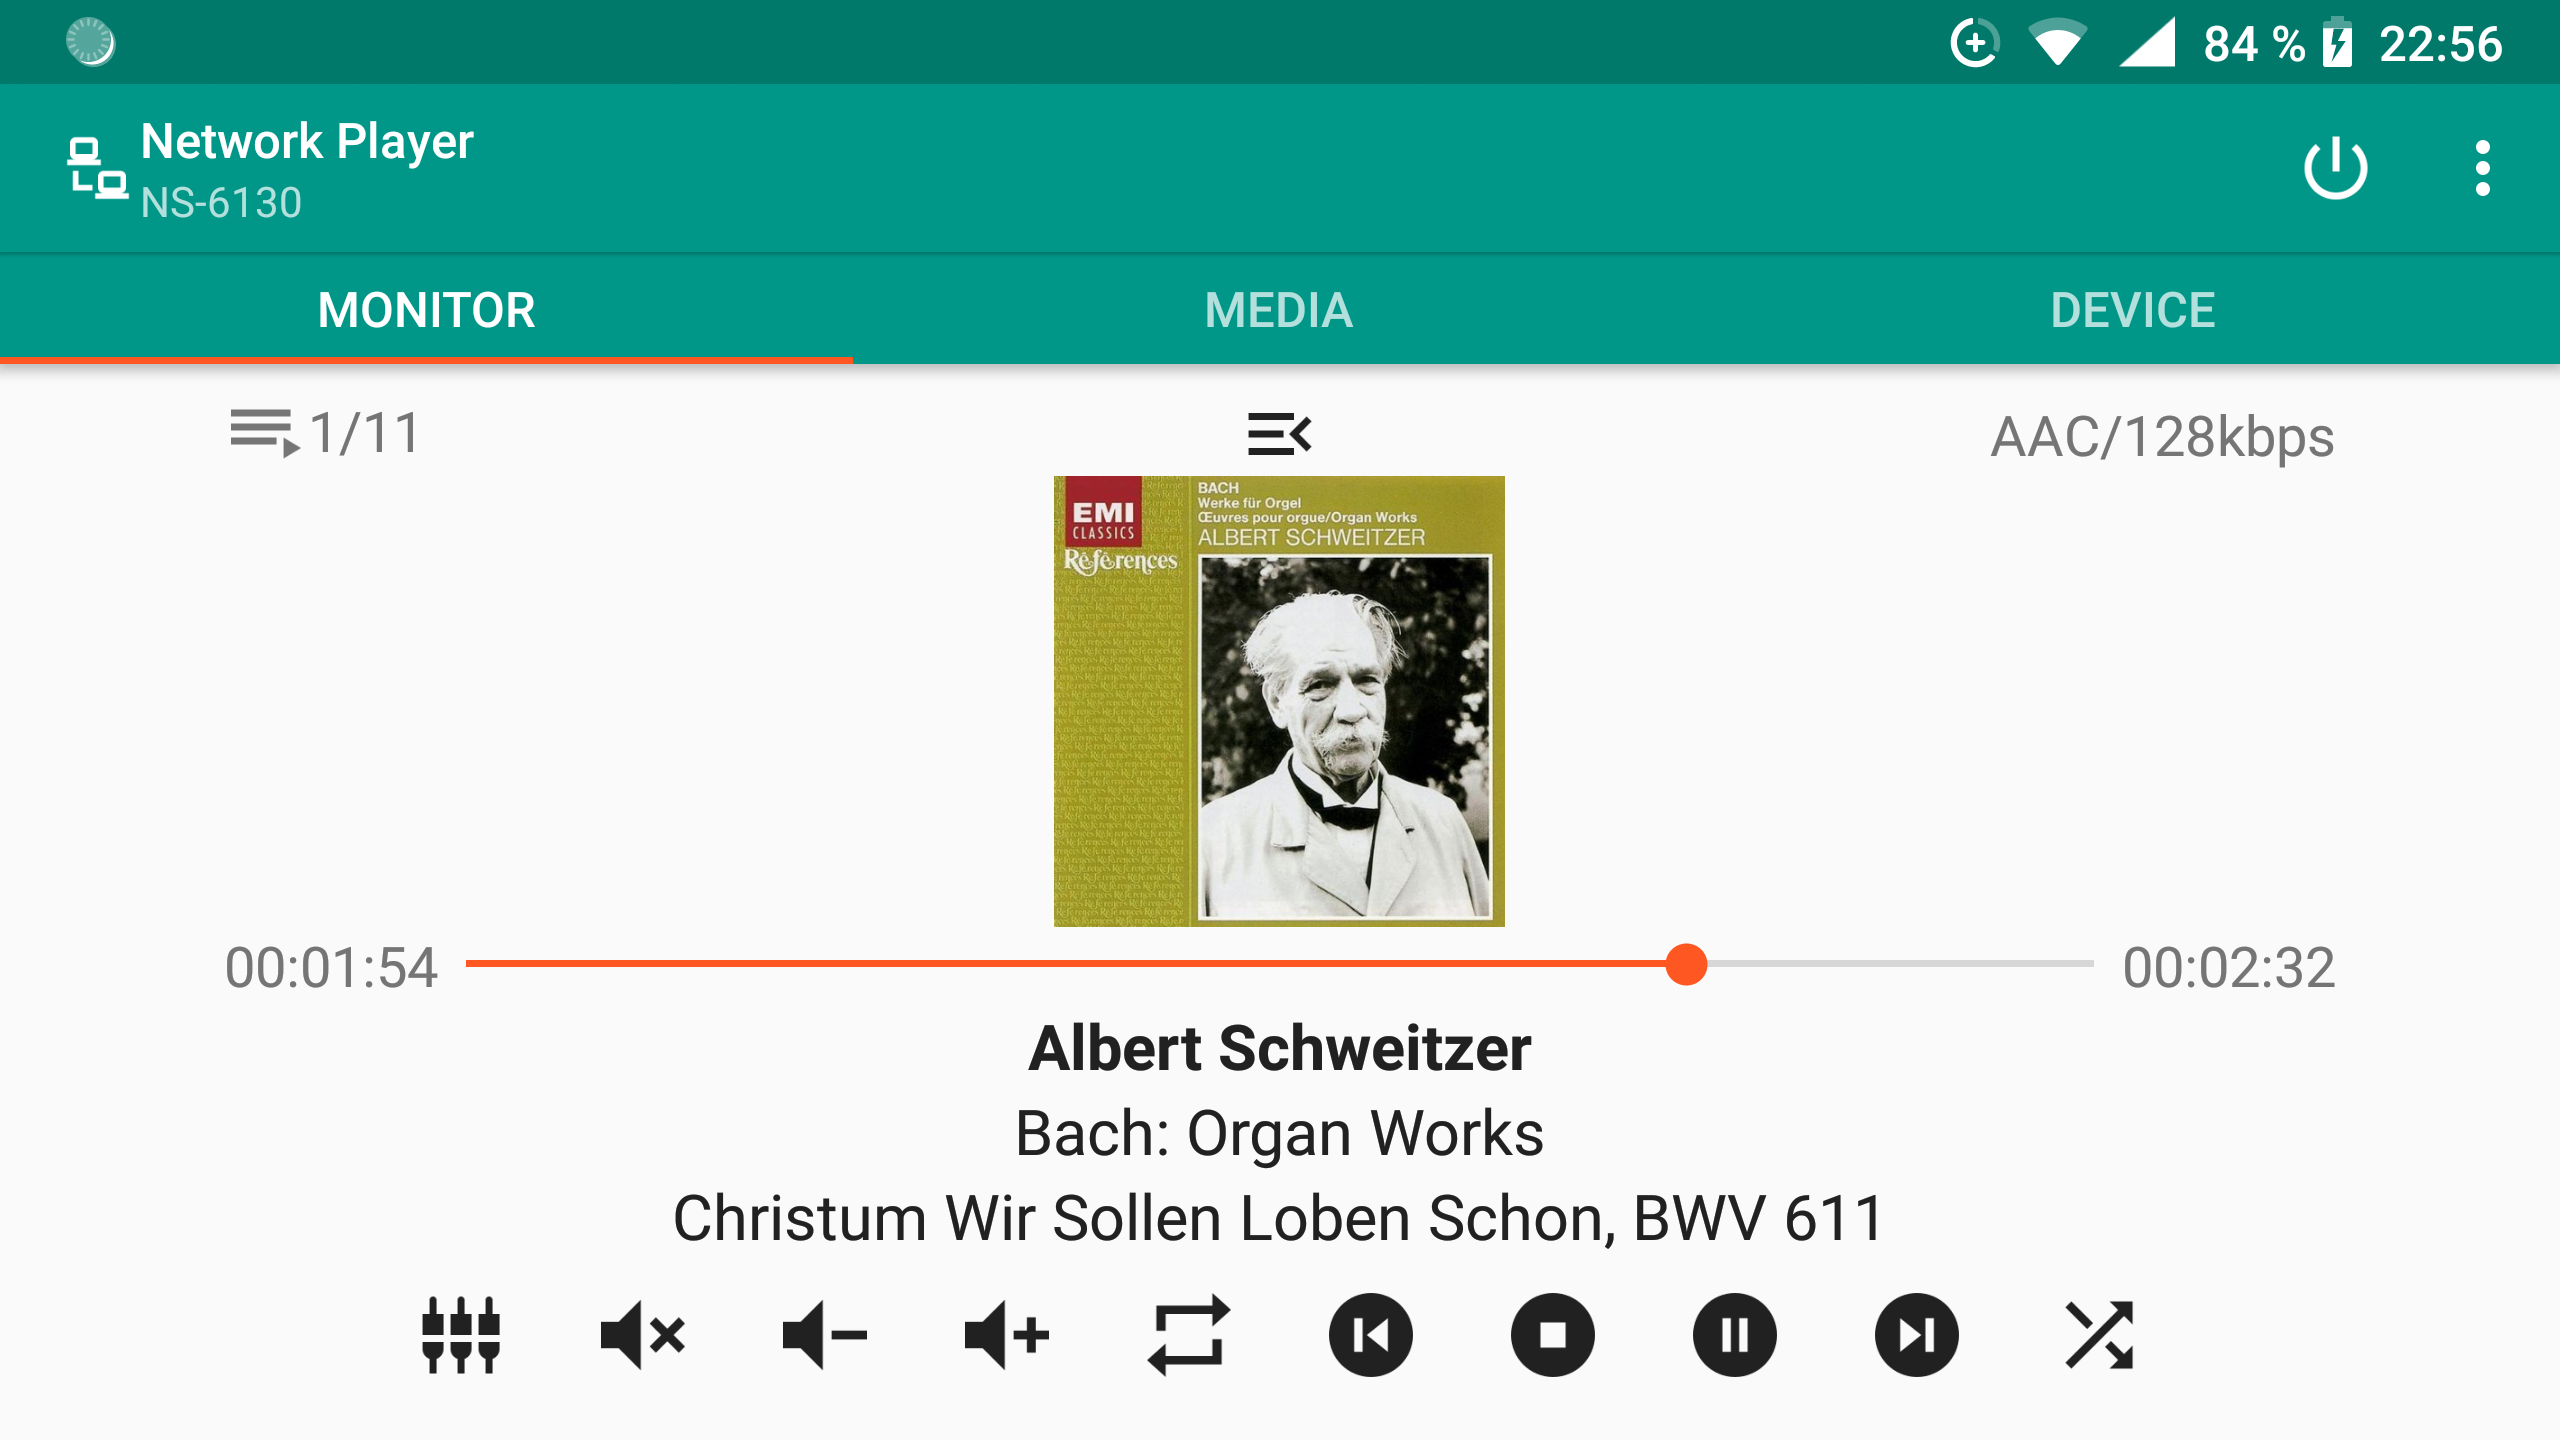 84 % 22:56
Network Player
NS-6130
MONITOR MEDIA DEVICE
1/11 AAC/128kbps
EMI
CLASSICS
Références
BACH
Werke für Orgel
Œuvres pour orgue/Organ Works
ALBERT SCHWEITZER
00:01:54 00:02:32
Albert Schweitzer
Bach: Organ Works
Christum Wir Sollen Loben Schon, BWV 611